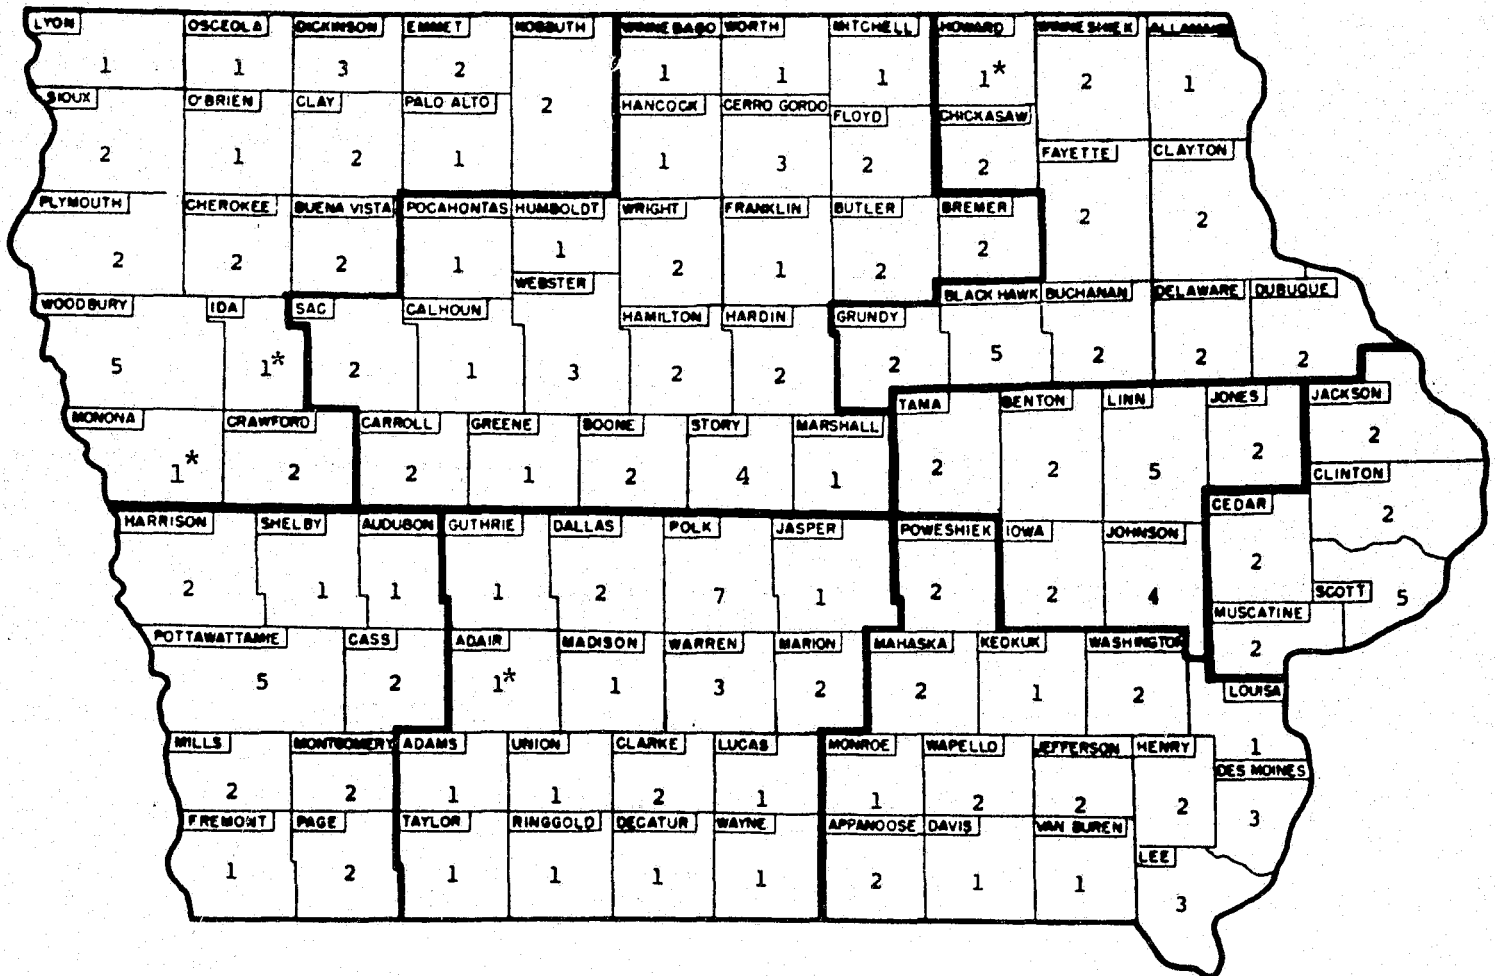 LYON OSCEOLA DICKINSON EMMET KOSSUTH WINNEBAGO WORTH MITCHELL HOWARD WINNESHIEK
1 1 3 2 2 1 1 1 1* 2 1
SIOUX O'BRIEN CLAY PALO ALTO HANCOCK CERRO GORDO FLOYD CHICKASAW
2 1 2 1 1 3 2 2
FAYETTE CLAYTON
2 2
PLYMOUTH CHEROKEE BUENA VISTA POCAHONTAS HUMBOLDT WRIGHT FRANKLIN BUTLER BREMER
2 2 2 1 1 2 1 2 2
WEBSTER
3
WOODBURY IDA SAC CALHOUN HAMILTON HARDIN GRUNDY BLACK HAWK BUCHANAN DELAWARE DUBUQUE
5 1* 2 1 2 2 2 5 2 2 2
MONONA CRAWFORD CARROLL GREENE BOONE STORY MARSHALL TAMA BENTON LINN JONES JACKSON
1* 2 2 1 2 4 1 2 2 5 2 2
CLINTON
2
HARRISON SHELBY AUDUBON GUTHRIE DALLAS POLK JASPER POWESHIEK IOWA JOHNSON CEDAR
2 1 1 1 2 7 1 2 2 4 2
SCOTT
5
MUSCATINE
2
POTTAWATTAMIE CASS ADAIR MADISON WARREN MARION MAHASKA KEOKUK WASHINGTON
5 2 1* 1 3 2 2 1 2
LOUISA
1
MILLS MONTGOMERY ADAMS UNION CLARKE LUCAS MONROE WAPELLO JEFFERSON HENRY
2 2 1 1 2 1 1 2 2 2
DES MOINES
3
FREMONT PAGE TAYLOR RINGGOLD DECATUR WAYNE APPANOOSE DAVIS VAN BUREN
1 2 1 1 1 1 2 1 1
LEE
3